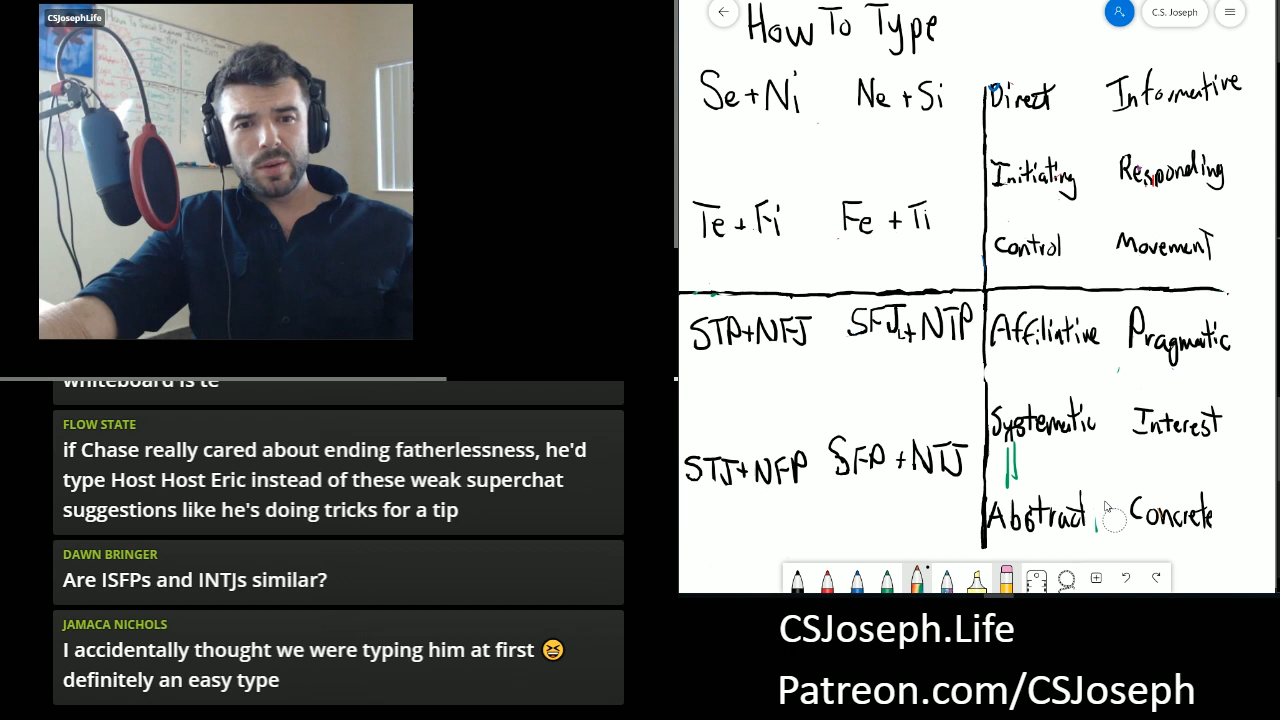 CSJosephLife
whiteboard is te
FLOW STATE
if Chase really cared about ending fatherlessness, he'd
type Host Host Eric instead of these weak superchat
suggestions like he's doing tricks for a tip
DAWN BRINGER
Are ISFPs and INTJs similar?
JAMACA NICHOLS
I accidentally thought we were typing him at first 😆
definitely an easy type
C.S. Joseph
How To Type
Se+Ni Ne+Si Direct Informative
Initiating Responding
Te+Fi Fe+Ti
Control Movement
STP+NFJ SFJ+NTP Affiliative Pragmatic
Systematic Interest
STJ+NFP SFP+NTJ
Abstract Concrete
CSJoseph.Life
Patreon.com/CSJoseph